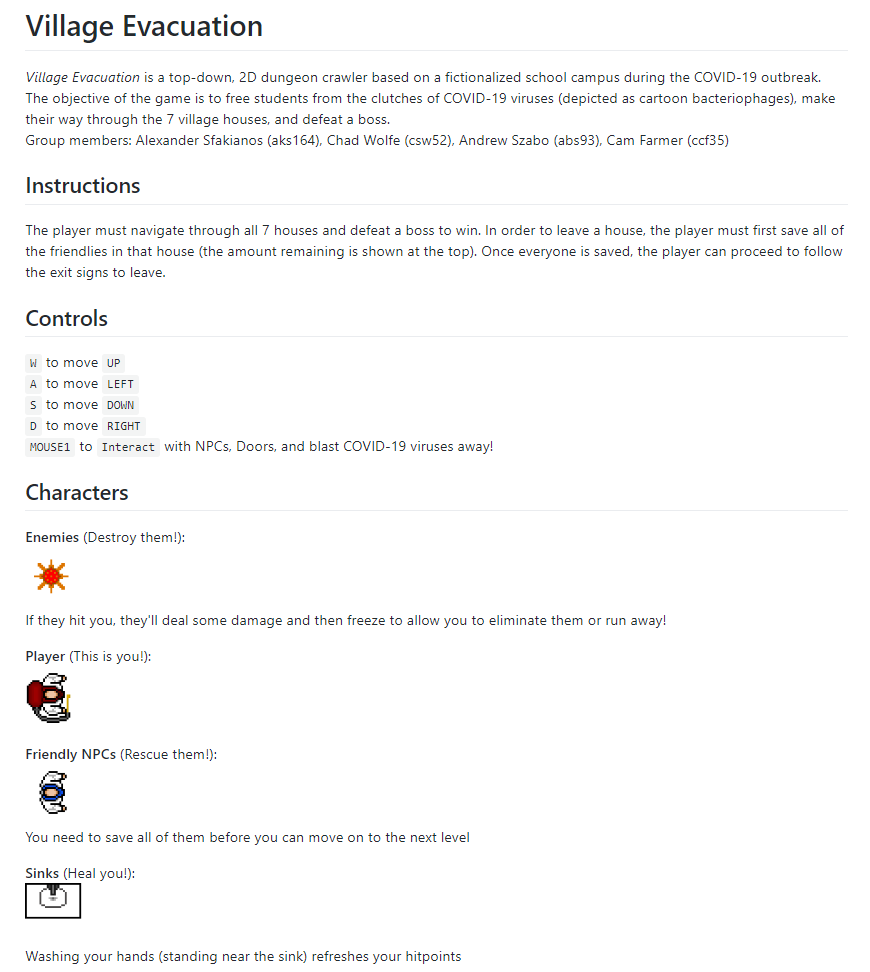 Village Evacuation
Village Evacuation is a top-down, 2D dungeon crawler based on a fictionalized school campus during the COVID-19 outbreak.
The objective of the game is to free students from the clutches of COVID-19 viruses (depicted as cartoon bacteriophages), make
their way through the 7 village houses, and defeat a boss.
Group members: Alexander Sfakianos (aks164), Chad Wolfe (csw52), Andrew Szabo (abs93), Cam Farmer (ccf35)
Instructions
The player must navigate through all 7 houses and defeat a boss to win. In order to leave a house, the player must first save all of
the friendlies in that house (the amount remaining is shown at the top). Once everyone is saved, the player can proceed to follow
the exit signs to leave.
Controls
W to move UP
A to move LEFT
S to move DOWN
D to move RIGHT
MOUSE1 to Interact with NPCs, Doors, and blast COVID-19 viruses away!
Characters
Enemies (Destroy them!):
If they hit you, they'll deal some damage and then freeze to allow you to eliminate them or run away!
Player (This is you!):
Friendly NPCs (Rescue them!):
You need to save all of them before you can move on to the next level
Sinks (Heal you!):
Washing your hands (standing near the sink) refreshes your hitpoints